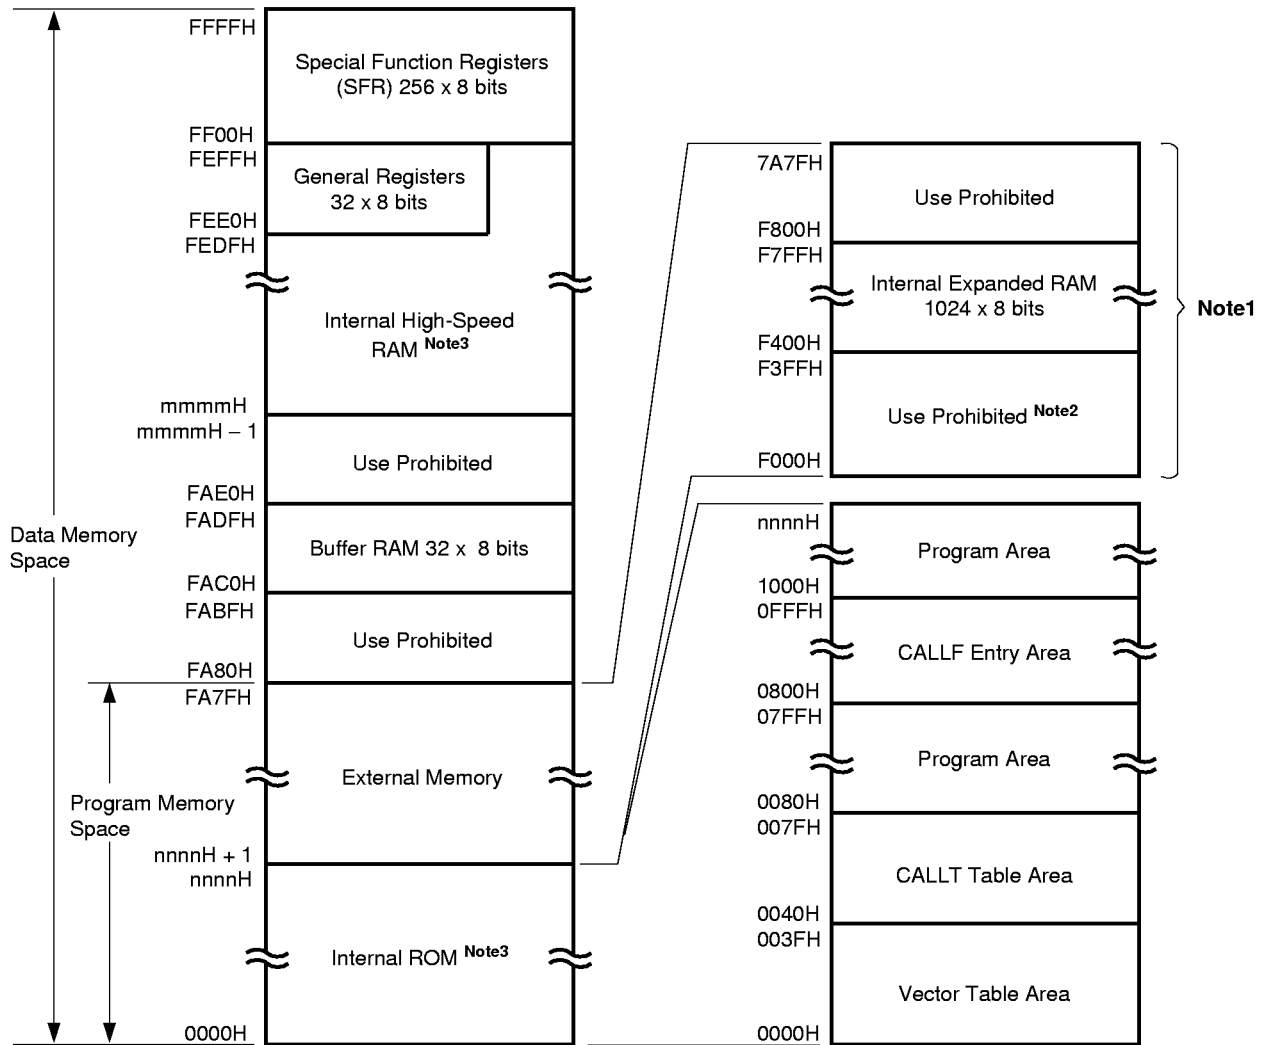 FFFFH
Special Function Registers
(SFR) 256 x 8 bits
FF00H
FEFFH
General Registers
32 x 8 bits
FEE0H
FEDFH
Internal High-Speed
RAM Note3
mmmmH
mmmmH – 1
Use Prohibited
FAE0H
FADFH
Buffer RAM 32 x 8 bits
FAC0H
FABFH
Use Prohibited
FA80H
FA7FH
External Memory
nnnnH + 1
nnnnH
Internal ROM Note3
0000H
Data Memory
Space
Program Memory
Space
7A7FH
Use Prohibited
F800H
F7FFH
Internal Expanded RAM
1024 x 8 bits
F400H
F3FFH
Use Prohibited Note2
F000H
Note1
nnnnH
Program Area
1000H
0FFFH
CALLF Entry Area
0800H
07FFH
Program Area
0080H
007FH
CALLT Table Area
0040H
003FH
Vector Table Area
0000H